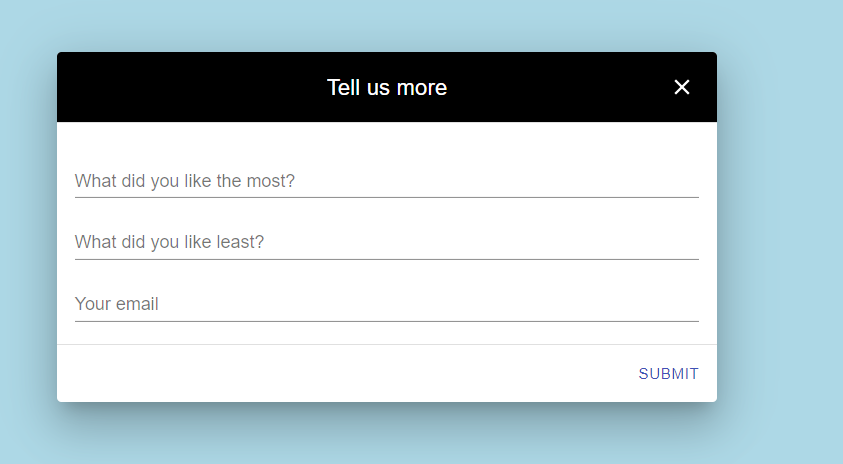 Tell us more
What did you like the most?
What did you like least?
Your email
SUBMIT